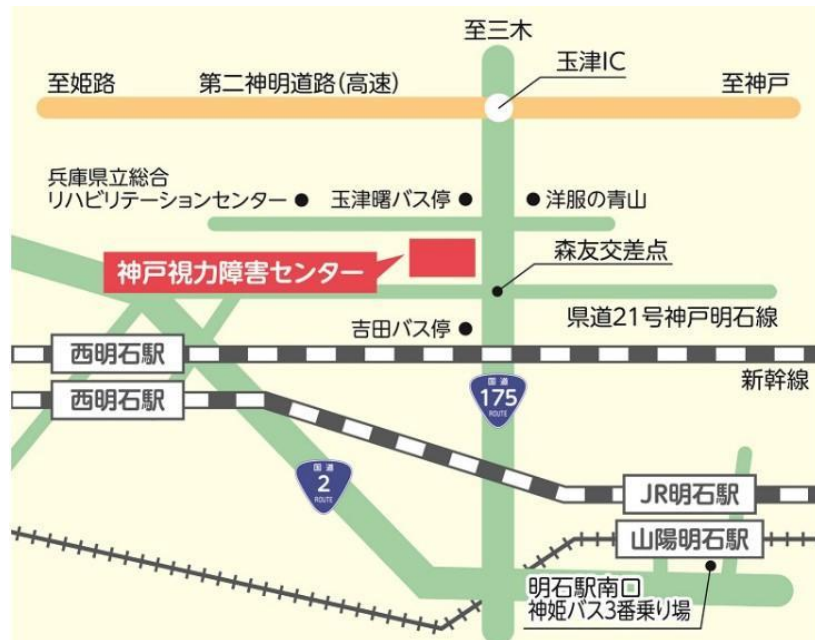 至三木
玉津IC
至姫路
第二神明道路(高速)
至神戸
兵庫県立総合
リハビリテーションセンター
玉津曙バス停
洋服の青山
神戸視力障害センター
森友交差点
県道21号神戸明石線
吉田バス停
西明石駅
新幹線
西明石駅
国道
175
ROUTE
国道
2
ROUTE
JR明石駅
山陽明石駅
明石駅南口
神姫バス3番乗り場